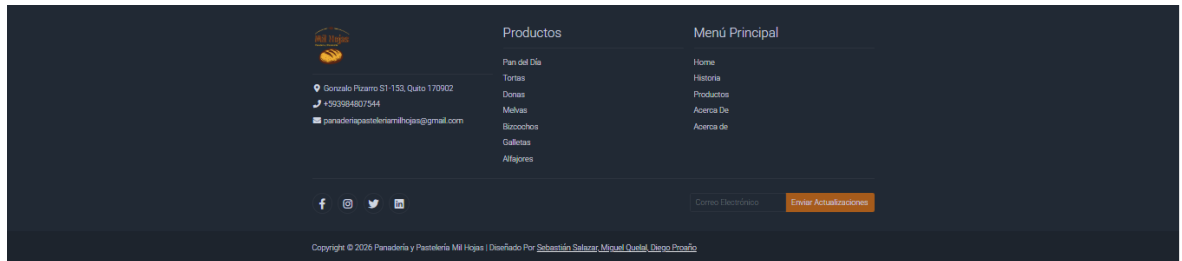 Mil Hojas
Gonzalo Pizarro S1-153, Quito 170902
+593984807544
panaderiapasteleriamilhojas@gmail.com
Productos
Pan del Día
Tortas
Donas
Melvas
Bizcochos
Galletas
Alfajores
Menú Principal
Home
Historia
Productos
Acerca De
Acerca de
Correo Electrónico
Enviar Actualizaciones
Copyright © 2026 Panadería y Pastelería Mil Hojas | Diseñado Por Sebastián Salazar, Miguel Quelal, Diego Proaño